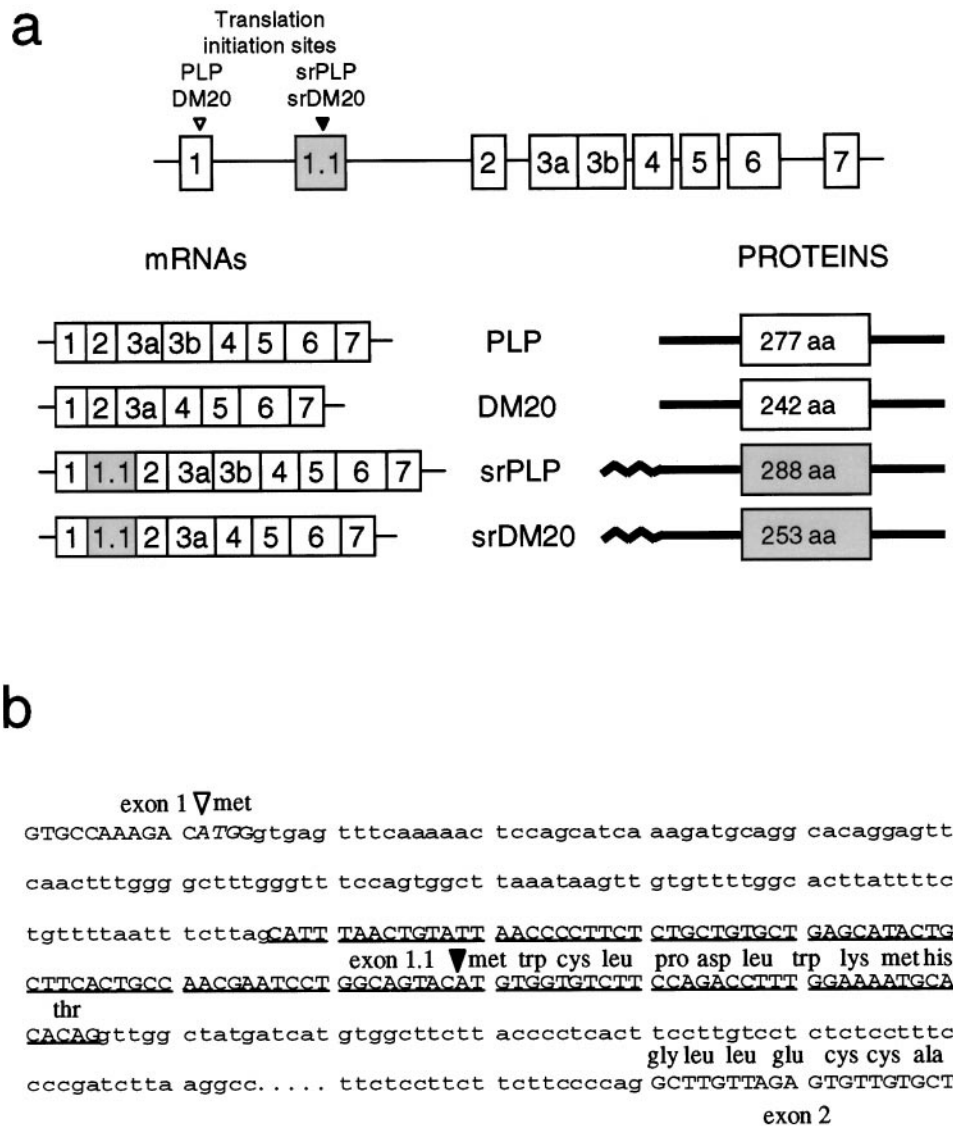 a
Translation
initiation sites
PLP srPLP
DM20 srDM20
1 1.1 2 3a 3b 4 5 6 7
mRNAs PROTEINS
1 2 3a 3b 4 5 6 7 PLP 277 aa
1 2 3a 4 5 6 7 DM20 242 aa
1 1.1 2 3a 3b 4 5 6 7 srPLP 288 aa
1 1.1 2 3a 4 5 6 7 srDM20 253 aa
b
exon 1 met
GTGCCAAAGA CATGGgtgag tttcaaaaac tccagcatca aagatgcagg cacaggagtt
caactttggg gctttgggtt tccagtggct taaataagtt gtgttttggc acttattttc
tgttttaatt tcttagCATT TAACTGTATT AACCCCTTCT CTGCTGTGCT GAGCATACTG
exon 1.1 met trp cys leu pro asp leu trp lys met his
CTTCACTGCC AACGAATCCT GGCAGTACAT GTGGTGTCTT CCAGACCTTT GGAAAATGCA
thr
CACAGgttgg ctatgatcat gtggcttctt acccctcact tccttgtcct ctctcctttc
gly leu leu glu cys cys ala
cccgatctta aggcc..... ttctccttct tcttccccag GCTTGTTAGA GTGTTGTGCT
exon 2